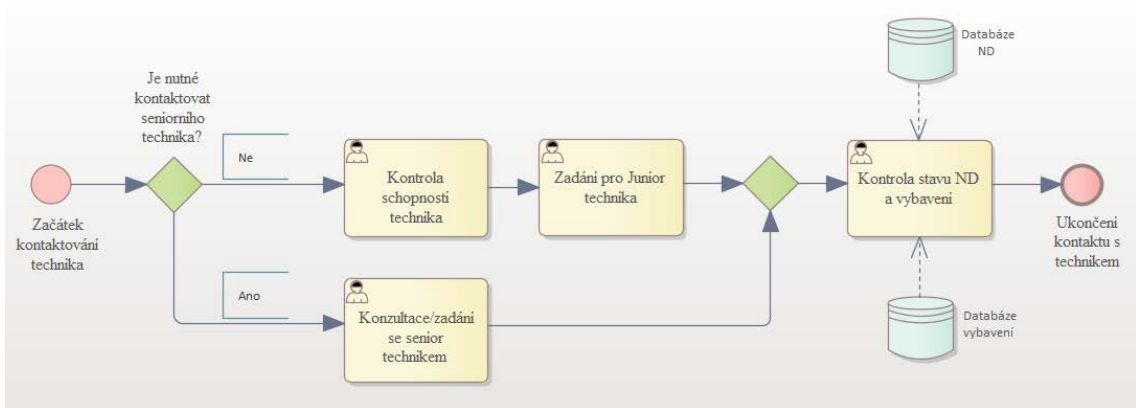 Je nutné
kontaktovat
seniorního
technika?
Začátek
kontaktování
technika
Ne
Ano
Kontrola
schopnosti
technika
Zadání pro Junior
technika
Konzultace/zadání
se senior
technikem
Databáze
ND
Kontrola stavu ND
a vybavení
Databáze
vybavení
Ukončení
kontaktu s
technikem